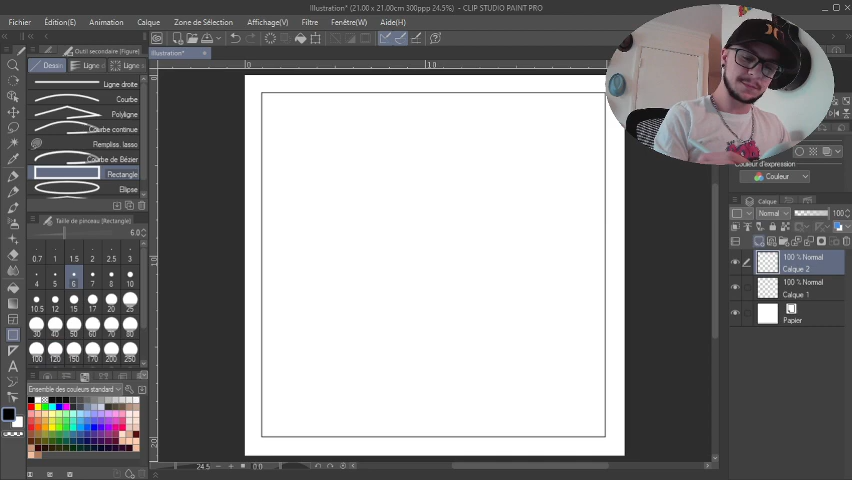 Illustration* (21.00 x 21.00cm 300ppp 24.5%) - CLIP STUDIO PAINT PRO
Fichier Édition(E) Animation Calque Zone de Sélection Affichage(V) Filtre Fenêtre(W) Aide(H)
Outil secondaire [Figure]
Illustration*
Dessin Ligne d Ligne s
Ligne droite
Courbe
Polyligne
Courbe continue
Rempliss. lasso
Courbe de Bézier
Rectangle
Ellipse
Taille de pinceau [Rectangle]
6.0
0.7 1 1.5 2 2.5 3
4 5 6 7 8 10
10.5 12 15 17 20 25
30 40 50 60 70 80
100 120 150 200 250
Ensemble des couleurs standard
0 10
10
20
24.5 0.0
Couleur d'expression
Couleur
Calque
Normal 100
100 % Normal
Calque 2
100 % Normal
Calque 1
Papier